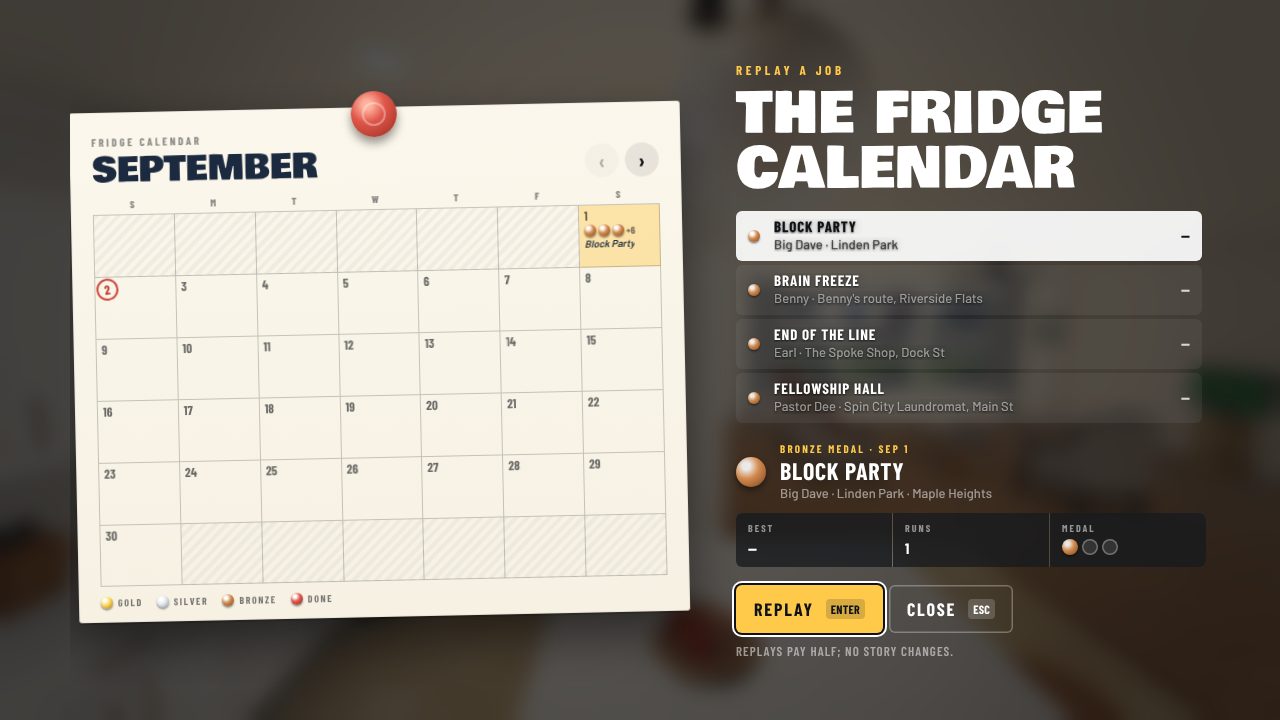 FRIDGE CALENDAR
SEPTEMBER
‹ ›
S M T W T F S
1
+6
Block Party
2 3 4 5 6 7 8
9 10 11 12 13 14 15
16 17 18 19 20 21 22
23 24 25 26 27 28 29
30
GOLD SILVER BRONZE DONE
REPLAY A JOB
THE FRIDGE
CALENDAR
BLOCK PARTY
Big Dave · Linden Park
–
BRAIN FREEZE
Benny · Benny's route, Riverside Flats
–
END OF THE LINE
Earl · The Spoke Shop, Dock St
–
FELLOWSHIP HALL
Pastor Dee · Spin City Laundromat, Main St
–
BRONZE MEDAL · SEP 1
BLOCK PARTY
Big Dave · Linden Park · Maple Heights
BEST RUNS MEDAL
– 1
REPLAY ENTER CLOSE ESC
REPLAYS PAY HALF; NO STORY CHANGES.